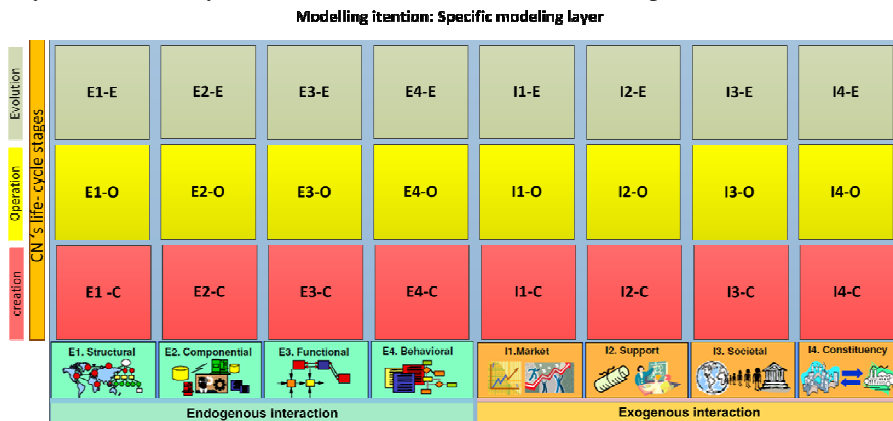 Modelling itention: Specific modeling layer
Evolution
E1-E E2-E E3-E E4-E I1-E I2-E I3-E I4-E
Operation
CN 's life- cycle stages
E1-O E2-O E3-O E4-O I1-O I2-O I3-O I4-O
creation
E1 -C E2-C E3-C E4-C I1-C I2-C I3-C I4-C
E1. Structural E2. Componential E3. Functional E4. Behavioral I1.Market I2. Support I3. Societal I4. Constituency
Endogenous interaction Exogenous interaction